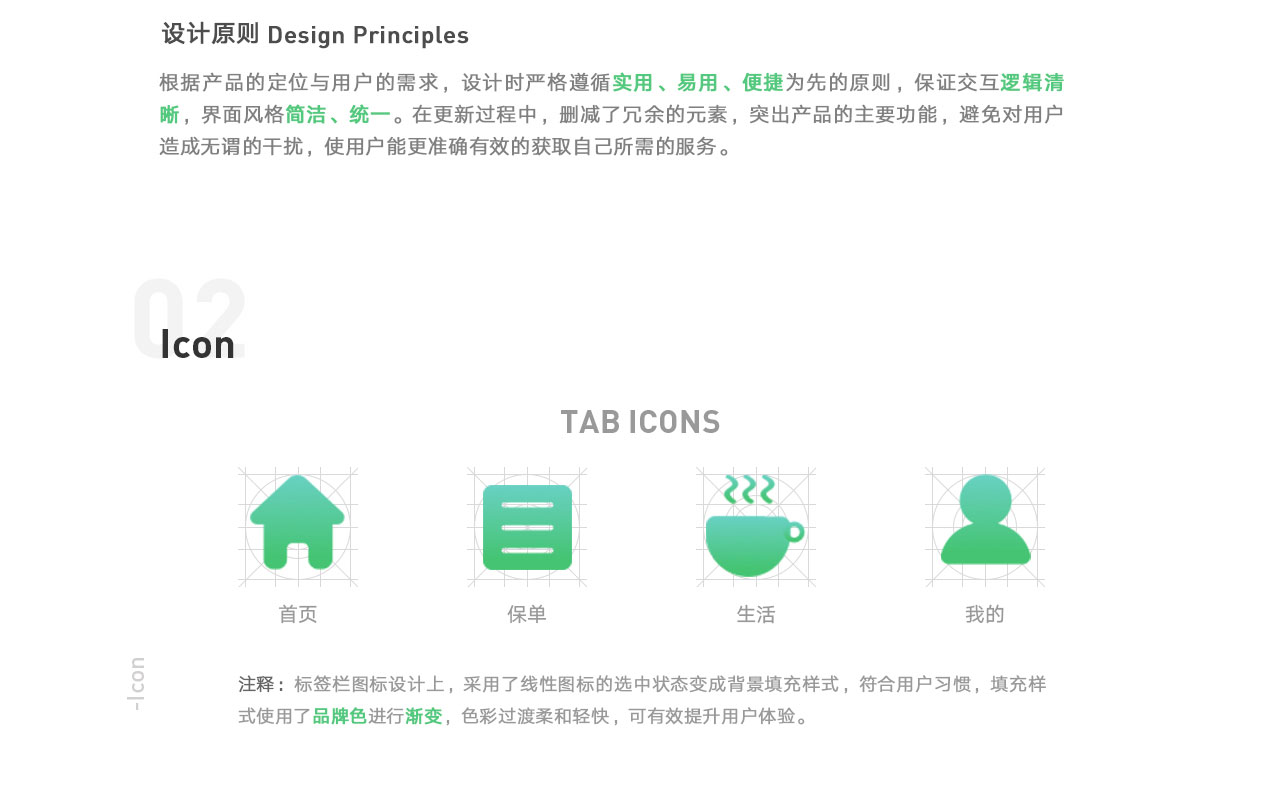 设计原则 Design Principles
根据产品的定位与用户的需求，设计时严格遵循实用、易用、便捷为先的原则，保证交互逻辑清
晰，界面风格简洁、统一。在更新过程中，删减了冗余的元素，突出产品的主要功能，避免对用户
造成无谓的干扰，使用户能更准确有效的获取自己所需的服务。
02
Icon
TAB ICONS
首页
保单
生活
我的
-Icon
注释：标签栏图标设计上，采用了线性图标的选中状态变成背景填充样式，符合用户习惯，填充样
式使用了品牌色进行渐变，色彩过渡柔和轻快，可有效提升用户体验。